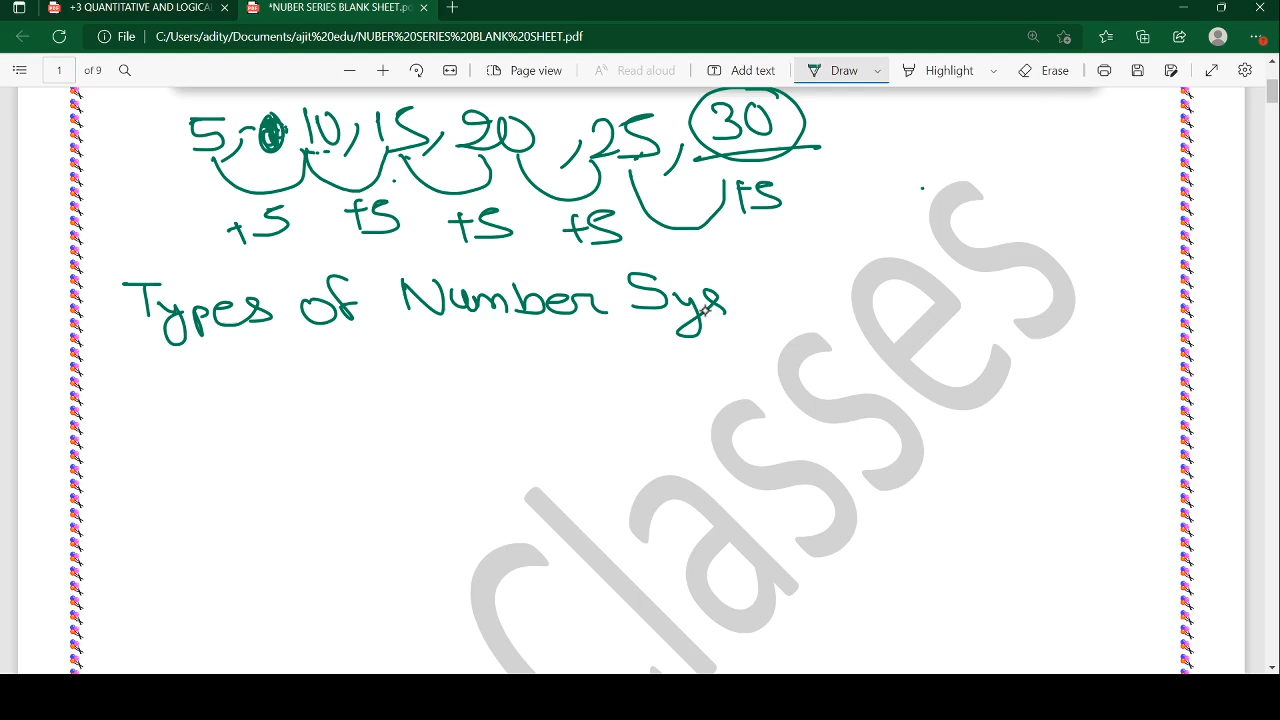 +3 QUANTITATIVE AND LOGICAL
*NUBER SERIES BLANK SHEET.pdf
File C:/Users/adity/Documents/ajit%20edu/NUBER%20SERIES%20BLANK%20SHEET.pdf
1 of 9 Page view Read aloud Add text Draw Highlight Erase
5, 10, 15, 20, 25, 30
+5 +5 +5 +5 +5
Types of Number Sys
Classes